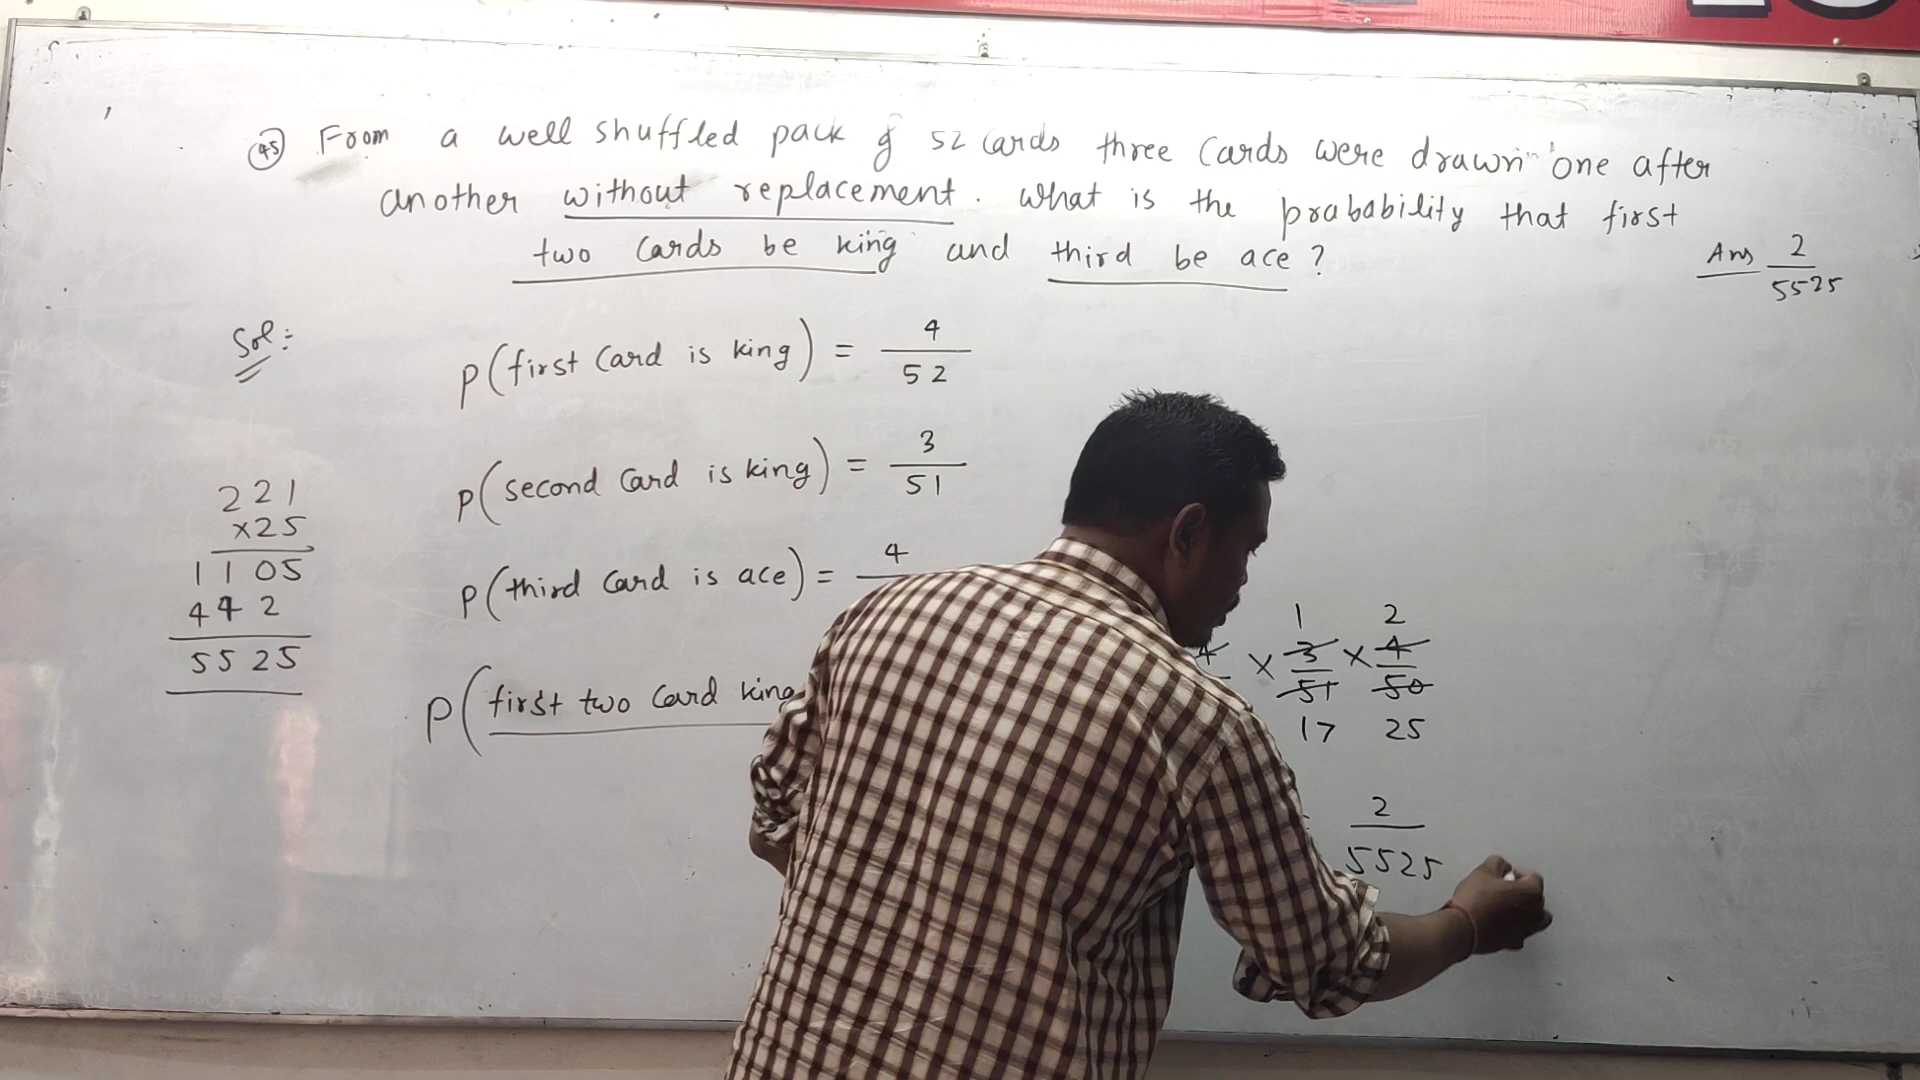 45 From a well shuffled pack of 52 cards three cards were drawn one after
another without replacement. What is the prabability that first
two cards be king and third be ace?
Ans 2/5525
Sol:
P(first Card is king) = 4/52
P(second Card is king) = 3/51
P(third Card is ace) = 4
P(first two Card king
221
×25
1105
442
5525
1 2
4 × 3/51 × 4/50
17 25
2/5525